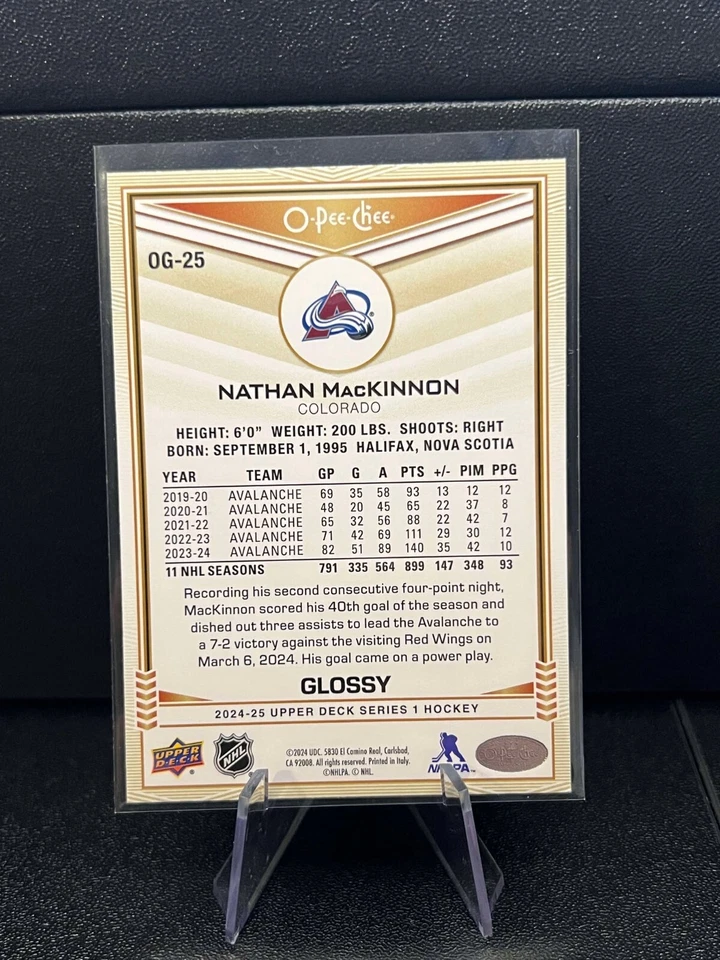 O-Pee-Chee
OG-25
NATHAN MacKINNON
COLORADO
HEIGHT: 6'0" WEIGHT: 200 LBS. SHOOTS: RIGHT
BORN: SEPTEMBER 1, 1995 HALIFAX, NOVA SCOTIA
YEAR TEAM GP G A PTS +/- PIM PPG
2019-20 AVALANCHE 69 35 58 93 13 12 12
2020-21 AVALANCHE 48 20 45 65 22 37 8
2021-22 AVALANCHE 65 32 56 88 22 42 7
2022-23 AVALANCHE 71 42 69 111 29 30 12
2023-24 AVALANCHE 82 51 89 140 35 42 10
11 NHL SEASONS 791 335 564 899 147 348 93
Recording his second consecutive four-point night,
MacKinnon scored his 40th goal of the season and
dished out three assists to lead the Avalanche to
a 7-2 victory against the visiting Red Wings on
March 6, 2024. His goal came on a power play.
GLOSSY
2024-25 UPPER DECK SERIES 1 HOCKEY
UPPER DECK
NHL
©2024 UDC. 5830 El Camino Real, Carlsbad,
CA 92008. All rights reserved. Printed in Italy.
©NHLPA. © NHL.
NHLPA